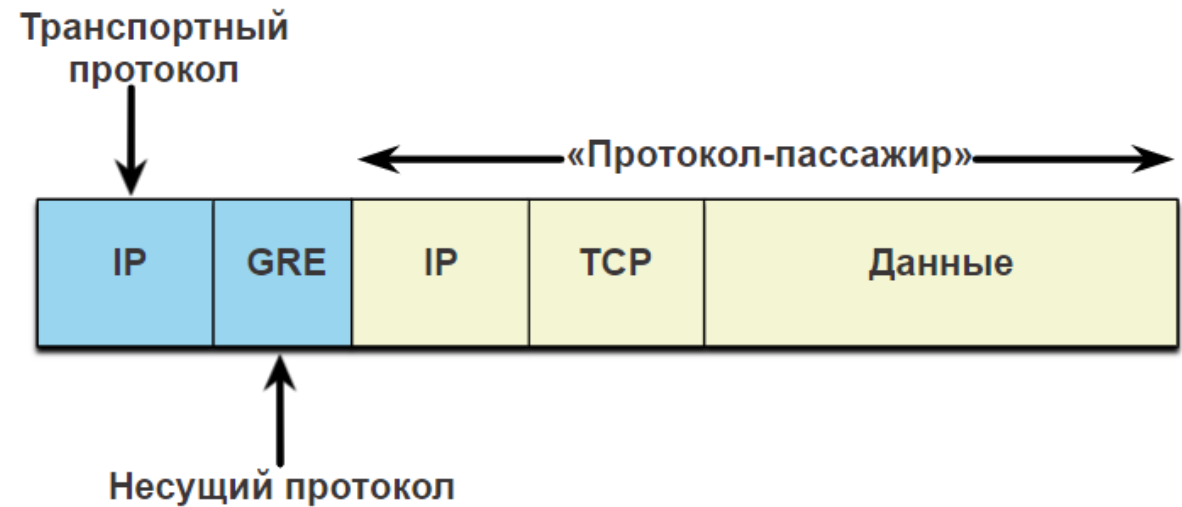 Транспортный
протокол
«Протокол-пассажир»
IP GRE IP TCP Данные
Несущий протокол